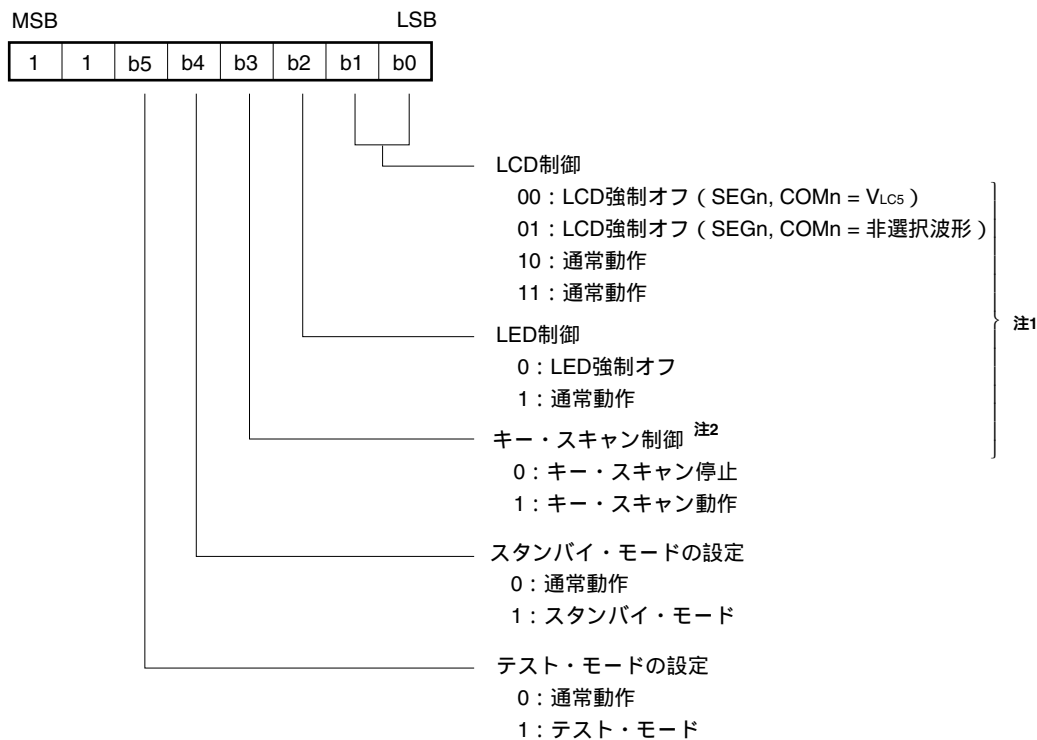 MSB LSB
1 1 b5 b4 b3 b2 b1 b0
LCD制御
00：LCD強制オフ（SEGn, COMn = VLC5）
01：LCD強制オフ（SEGn, COMn = 非選択波形）
10：通常動作
11：通常動作
注1
LED制御
0：LED強制オフ
1：通常動作
キー・スキャン制御 注2
0：キー・スキャン停止
1：キー・スキャン動作
スタンバイ・モードの設定
0：通常動作
1：スタンバイ・モード
テスト・モードの設定
0：通常動作
1：テスト・モード